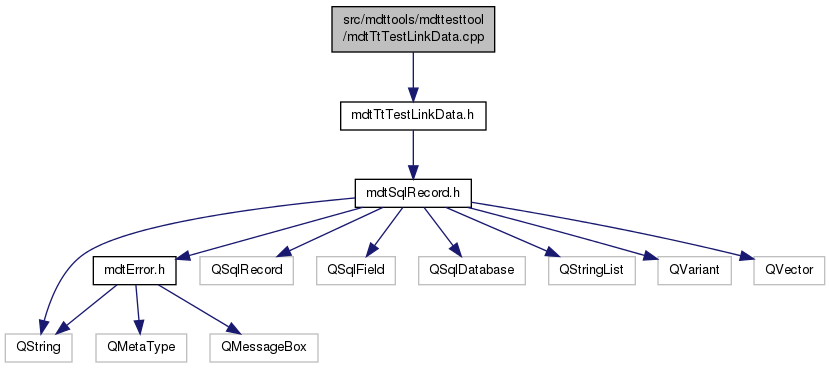 src/mdttools/mdttesttool
/mdtTtTestLinkData.cpp
mdtTtTestLinkData.h
mdtSqlRecord.h
mdtError.h
QSqlRecord
QSqlField
QSqlDatabase
QStringList
QVariant
QVector
QString
QMetaType
QMessageBox